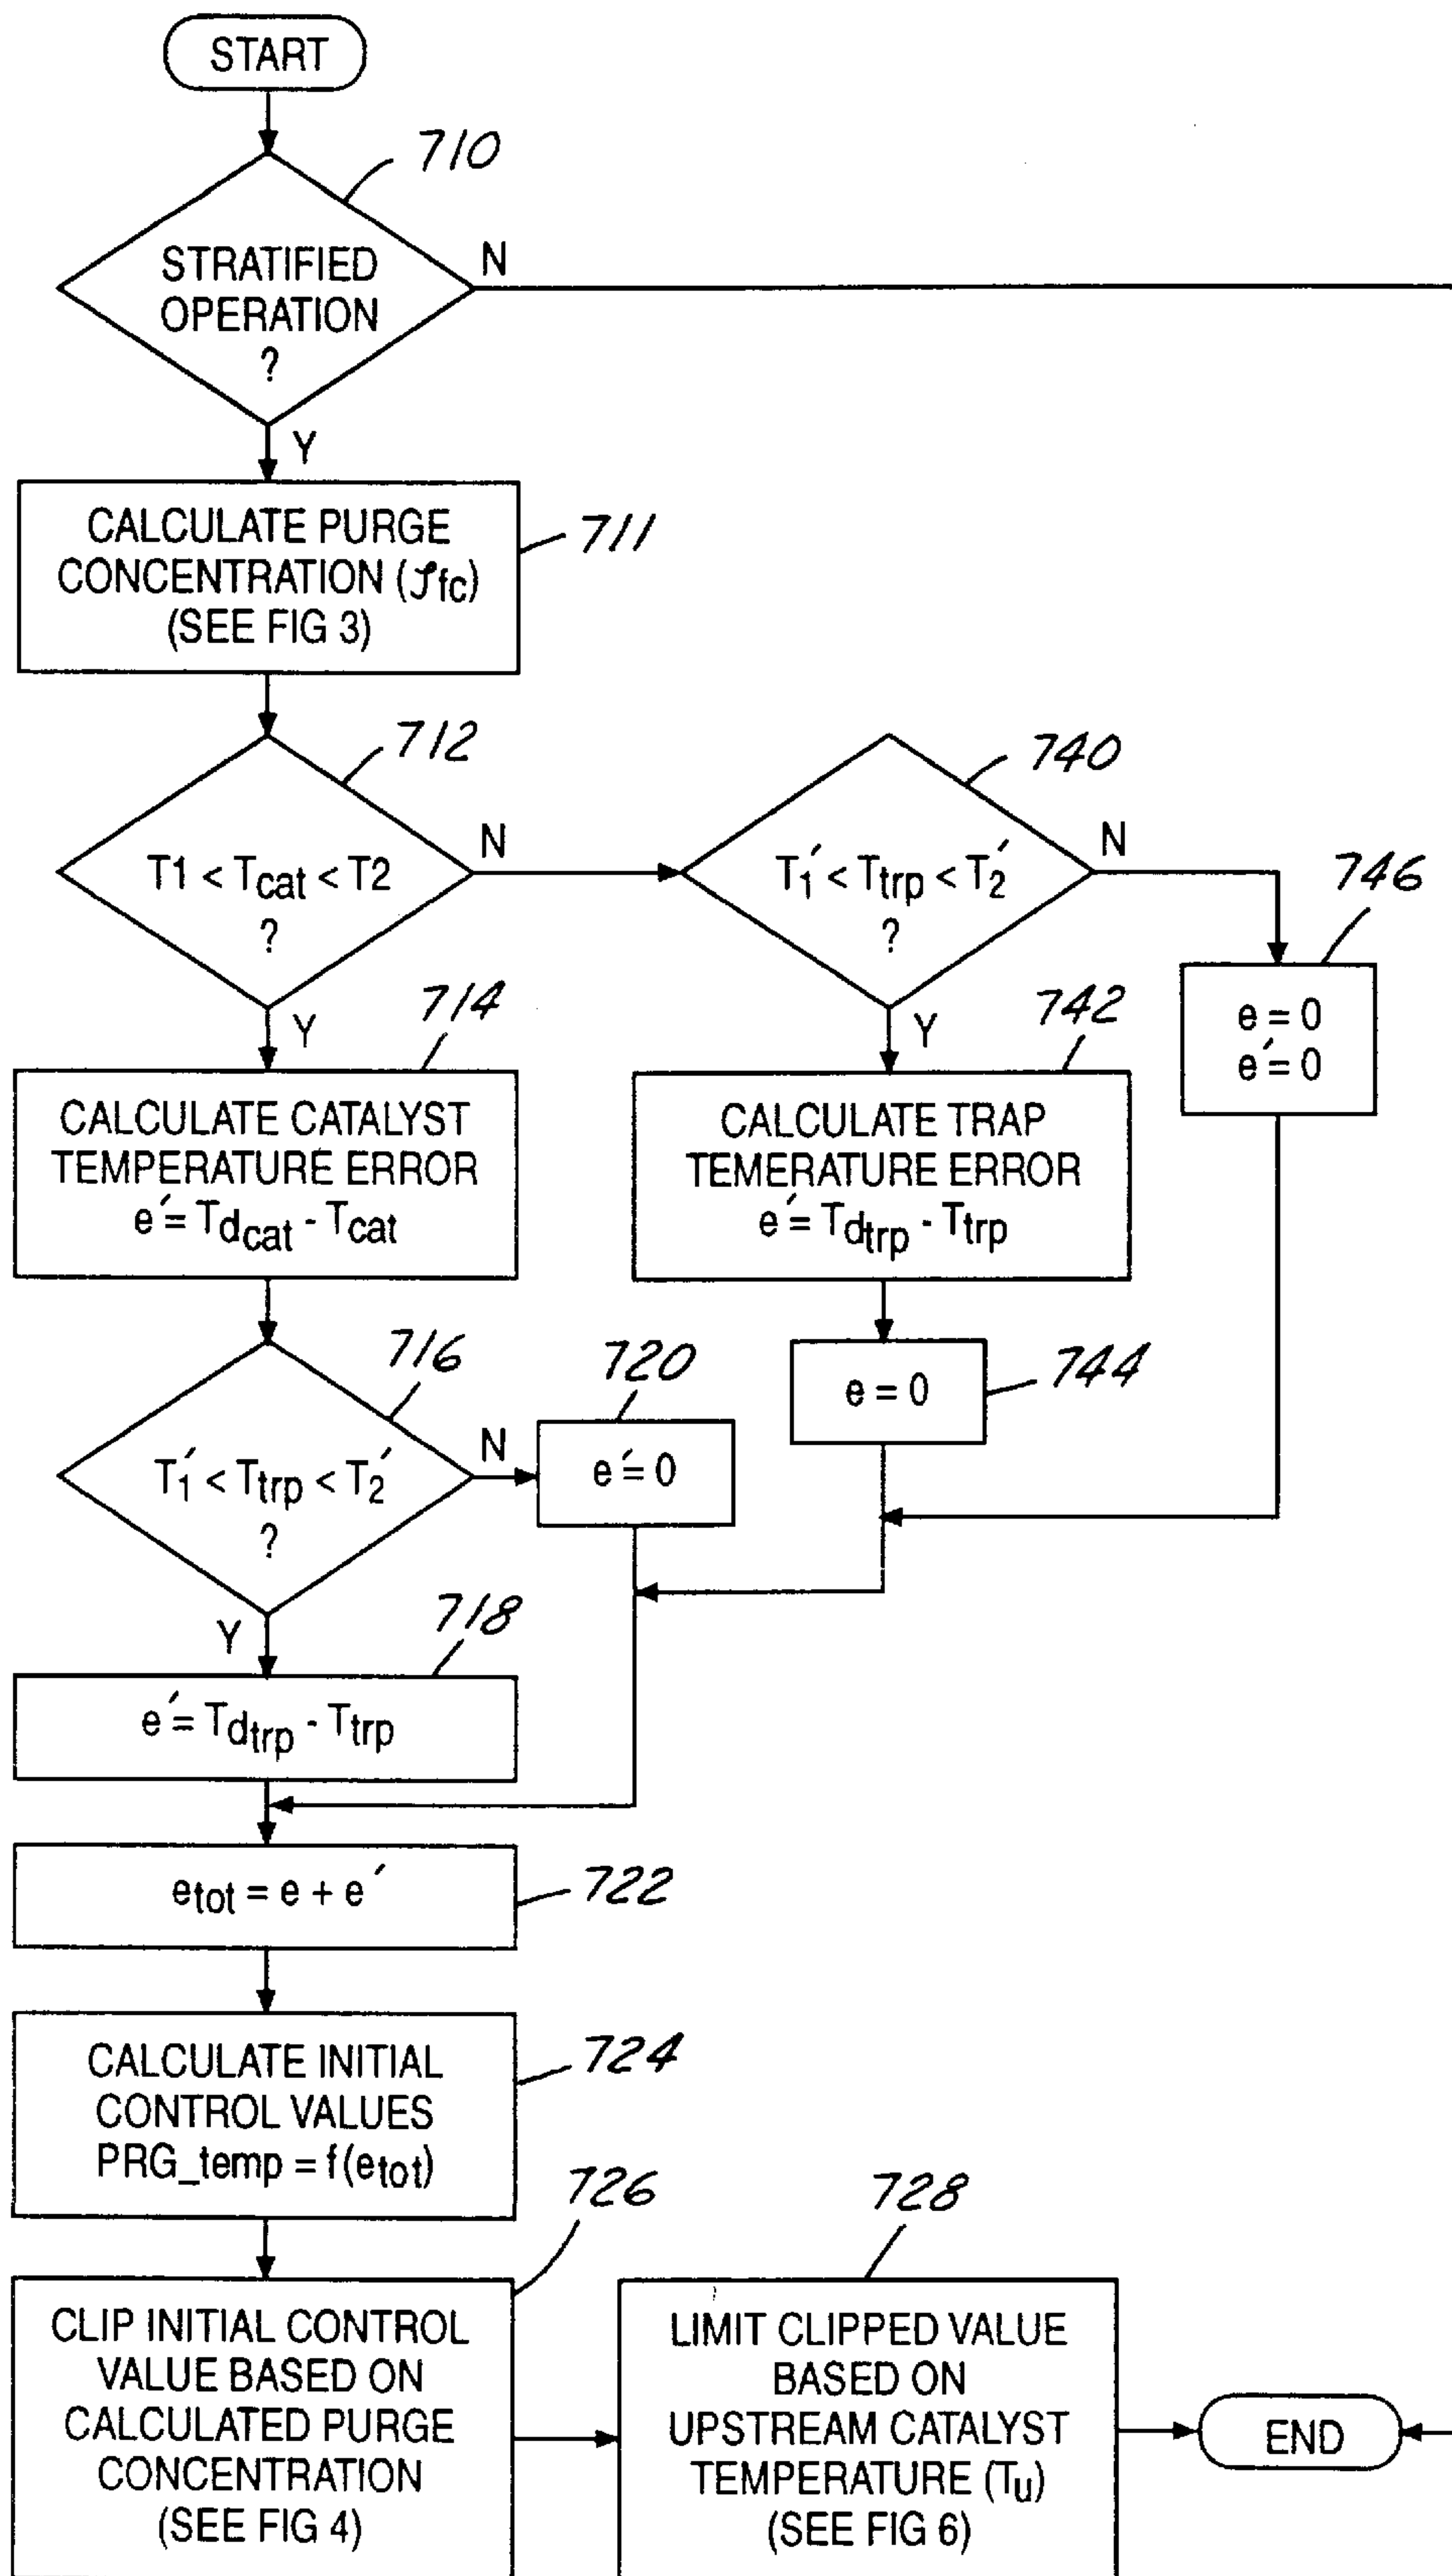 START
710
STRATIFIED
OPERATION
?
N
Y
CALCULATE PURGE
CONCENTRATION (ℐfc)
(SEE FIG 3)
711
712
T1 < Tcat < T2
?
N
Y
740
T1′ < Ttrp < T2′
?
N
Y
746
e = 0
e′= 0
714
CALCULATE CATALYST
TEMPERATURE ERROR
e′= Tdcat - Tcat
742
CALCULATE TRAP
TEMERATURE ERROR
e′= Tdtrp - Ttrp
716
T1′ < Ttrp < T2′
?
N
Y
720
e′= 0
744
e = 0
718
e′= Tdtrp - Ttrp
etot = e + e′
722
CALCULATE INITIAL
CONTROL VALUES
PRG_temp = f(etot)
724
726
CLIP INITIAL CONTROL
VALUE BASED ON
CALCULATED PURGE
CONCENTRATION
(SEE FIG 4)
728
LIMIT CLIPPED VALUE
BASED ON
UPSTREAM CATALYST
TEMPERATURE (Tu)
(SEE FIG 6)
END